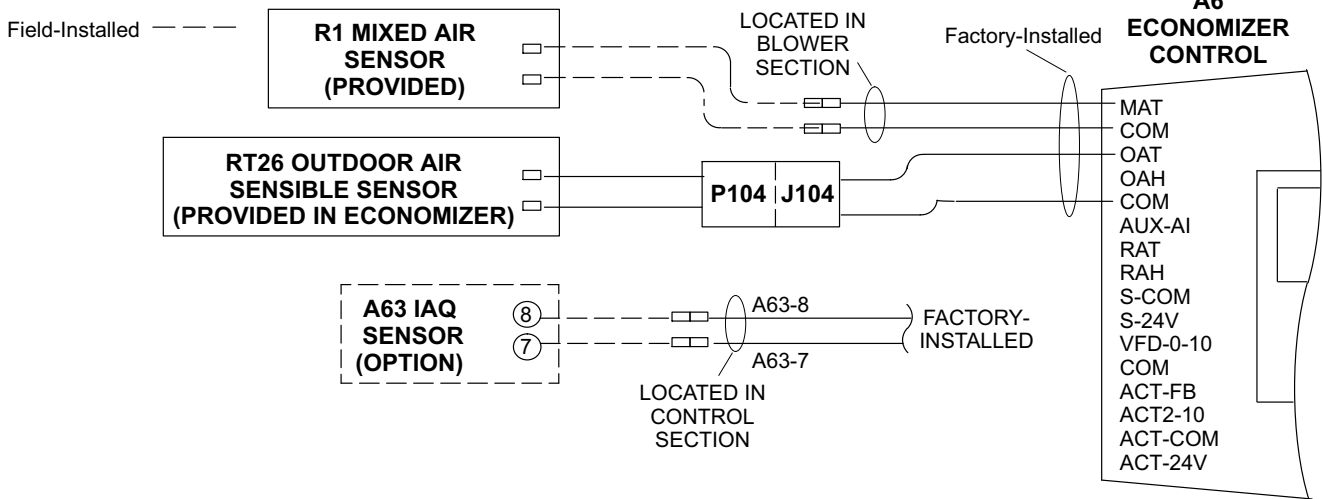 Field-Installed
R1 MIXED AIR
SENSOR
(PROVIDED)
LOCATED IN
BLOWER
SECTION
Factory-Installed
A6
ECONOMIZER
CONTROL
RT26 OUTDOOR AIR
SENSIBLE SENSOR
(PROVIDED IN ECONOMIZER)
P104
J104
MAT
COM
OAT
OAH
COM
AUX-AI
RAT
RAH
S-COM
S-24V
VFD-0-10
COM
ACT-FB
ACT2-10
ACT-COM
ACT-24V
A63 IAQ
SENSOR
(OPTION)
8
7
A63-8
A63-7
FACTORY-
INSTALLED
LOCATED IN
CONTROL
SECTION